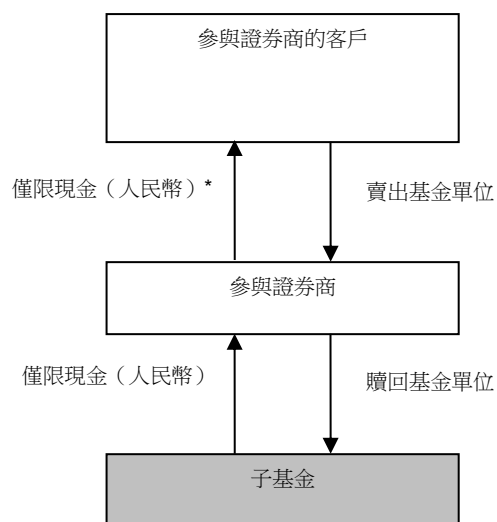 參與證券商的客戶
僅限現金（人民幣）*
賣出基金單位
參與證券商
僅限現金（人民幣）
贖回基金單位
子基金